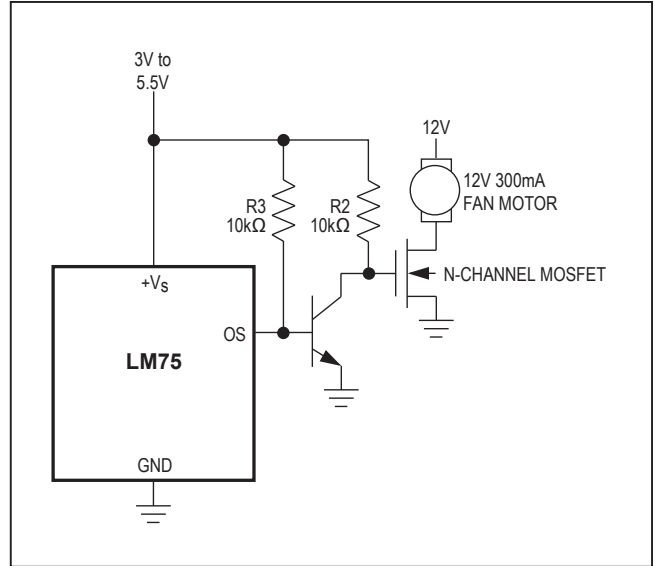 3V to
5.5V
12V
12V 300mA
FAN MOTOR
R3
10kΩ
R2
10kΩ
N-CHANNEL MOSFET
+VS
OS
LM75
GND